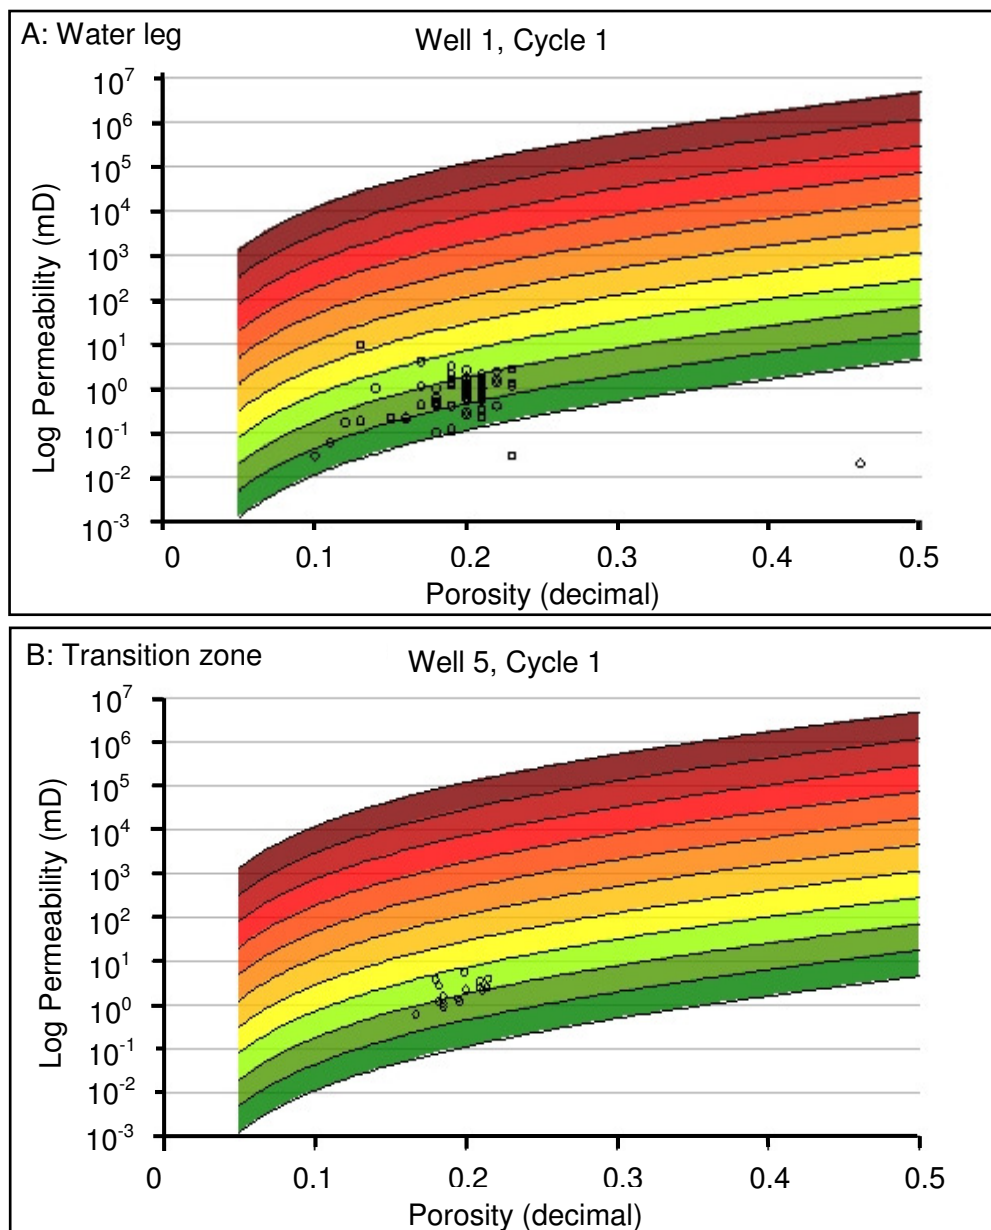 A: Water leg
Well 1, Cycle 1
Log Permeability (mD)
10^7
10^6
10^5
10^4
10^3
10^2
10^1
10^0
10^-1
10^-2
10^-3
0 0.1 0.2 0.3 0.4 0.5
Porosity (decimal)
B: Transition zone
Well 5, Cycle 1
Log Permeability (mD)
10^7
10^6
10^5
10^4
10^3
10^2
10^1
10^0
10^-1
10^-2
10^-3
0 0.1 0.2 0.3 0.4 0.5
Porosity (decimal)